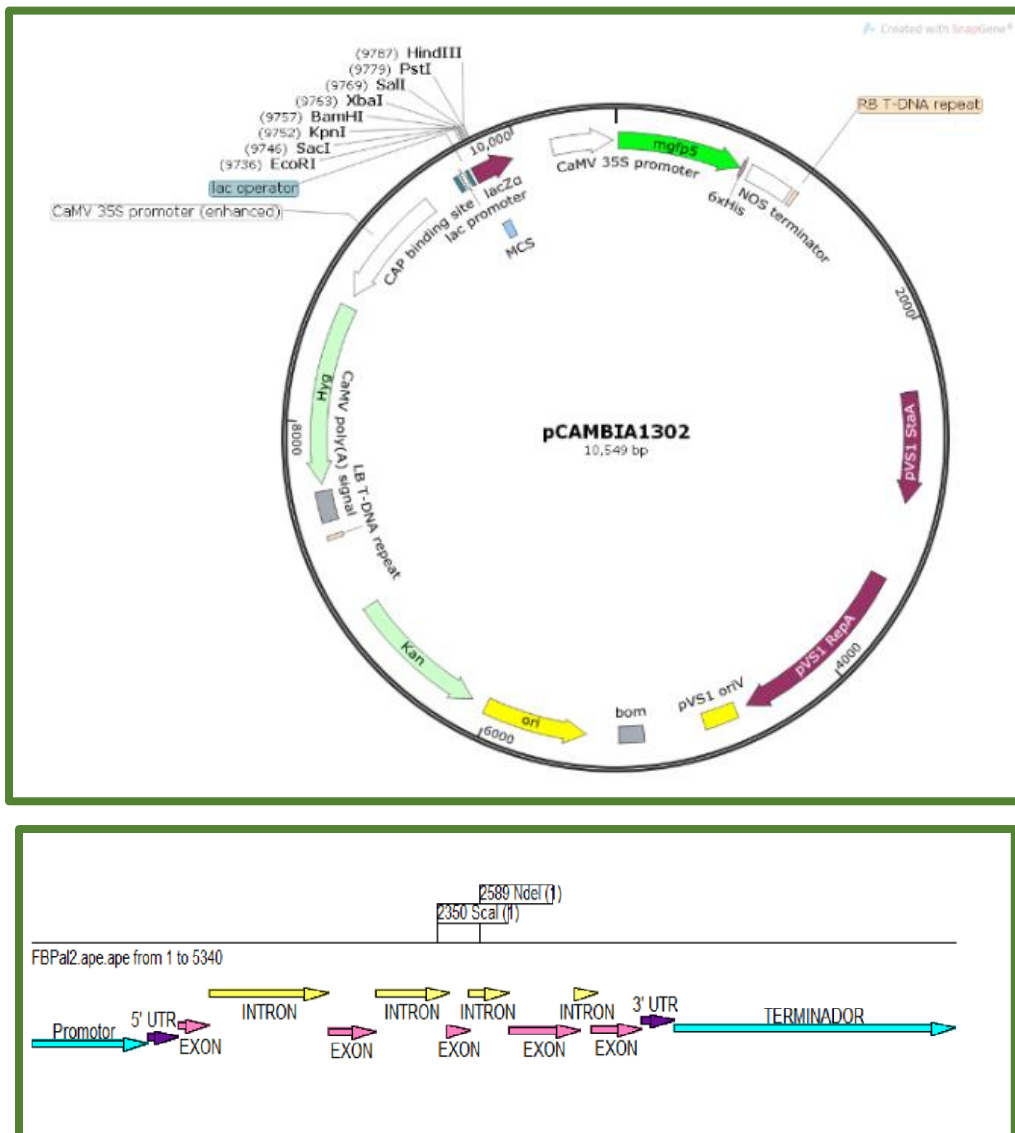 Created with SnapGene®
(9787) HindIII
(9779) PstI
(9769) SalI
(9763) XbaI
(9757) BamHI
(9752) KpnI
(9746) SacI
(9736) EcoRI
lac operator
CaMV 35S promoter (enhanced)
10,000
lacZα
CAP binding site
lac promoter
MCS
CaMV 35S promoter
mgfp5
6xHis
NOS terminator
RB T-DNA repeat
2000
pVS1 StaA
pVS1 RepA
4000
pVS1 oriV
bom
ori
6000
Kan
LB T-DNA repeat
CaMV poly(A) signal
8000
Hyg
pCAMBIA1302
10,549 bp
2589 NdeI (1)
2350 ScaI (1)
FBPaI2.ape.ape from 1 to 5340
Promotor
5' UTR
EXON
INTRON
EXON
INTRON
EXON
INTRON
EXON
INTRON
EXON
3' UTR
TERMINADOR